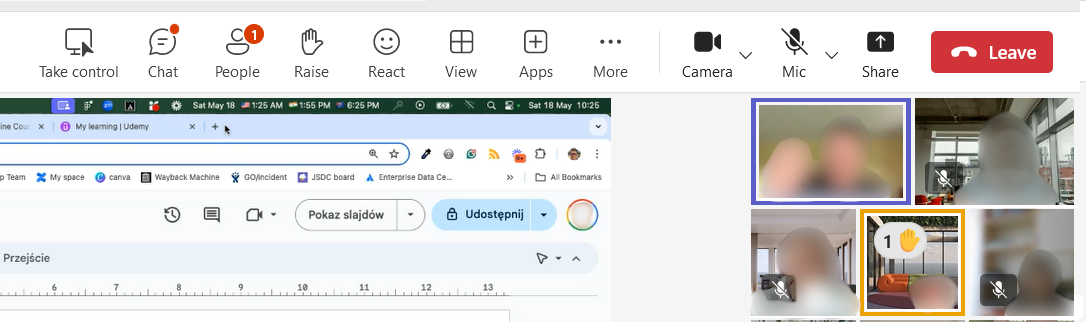 1
Take control Chat People Raise React View Apps More Camera Mic Share Leave
Sat May 18 1:25 AM 1:55 PM 6:25 PM Sat 18 May 10:25
ine Cour My learning | Udemy
p Team My space canva Wayback Machine GO/incident JSDC board Enterprise Data Ce... All Bookmarks
Pokaz slajdów Udostępnij
Przejście
6 7 8 9 10 11 12 13
1